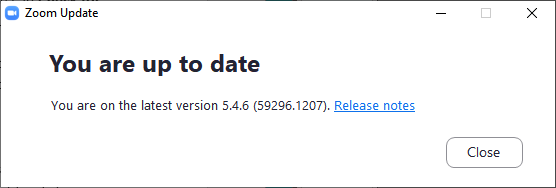 Zoom Update
You are up to date
You are on the latest version 5.4.6 (59296.1207). Release notes
Close